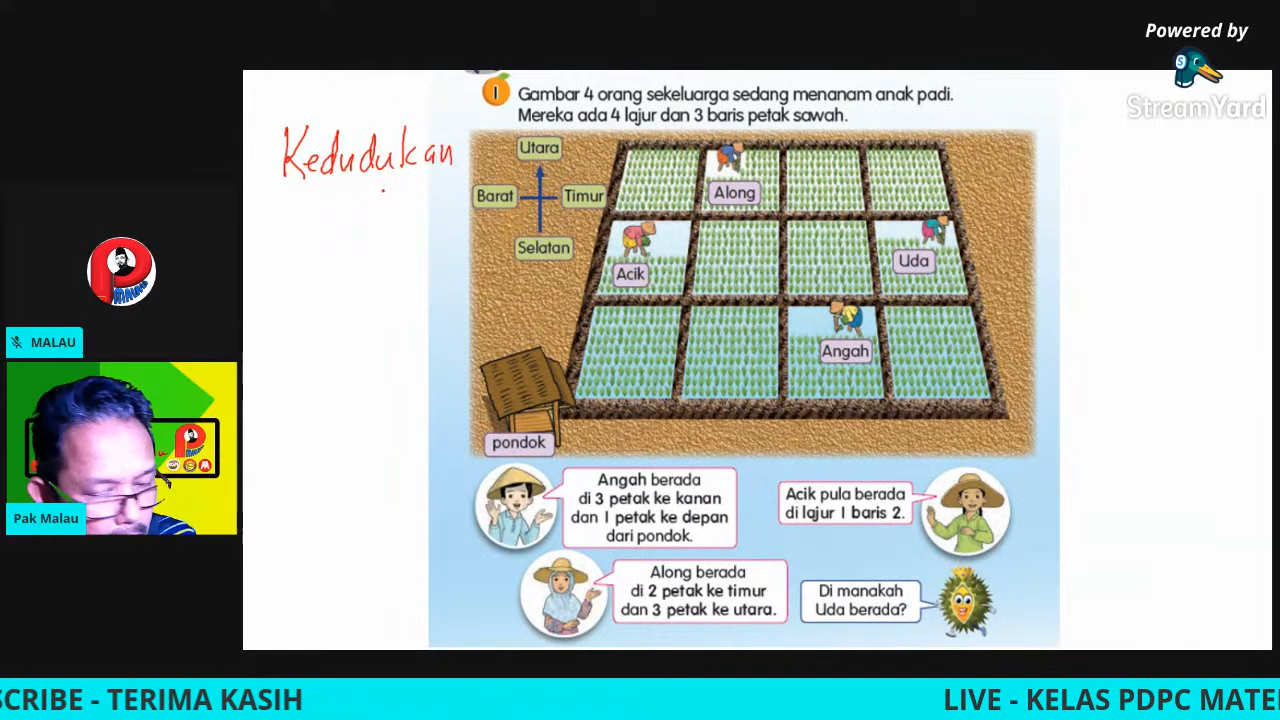 Powered by
StreamYard
1 Gambar 4 orang sekeluarga sedang menanam anak padi.
Mereka ada 4 lajur dan 3 baris petak sawah.
Kedudukan
Utara
Barat
Timur
Selatan
Along
Acik
Uda
Angah
pondok
Angah berada
di 3 petak ke kanan
dan 1 petak ke depan
dari pondok.
Acik pula berada
di lajur 1 baris 2.
Along berada
di 2 petak ke timur
dan 3 petak ke utara.
Di manakah
Uda berada?
P
MALAU
MALAU
Pak Malau
SCRIBE - TERIMA KASIH
LIVE - KELAS PDPC MATE